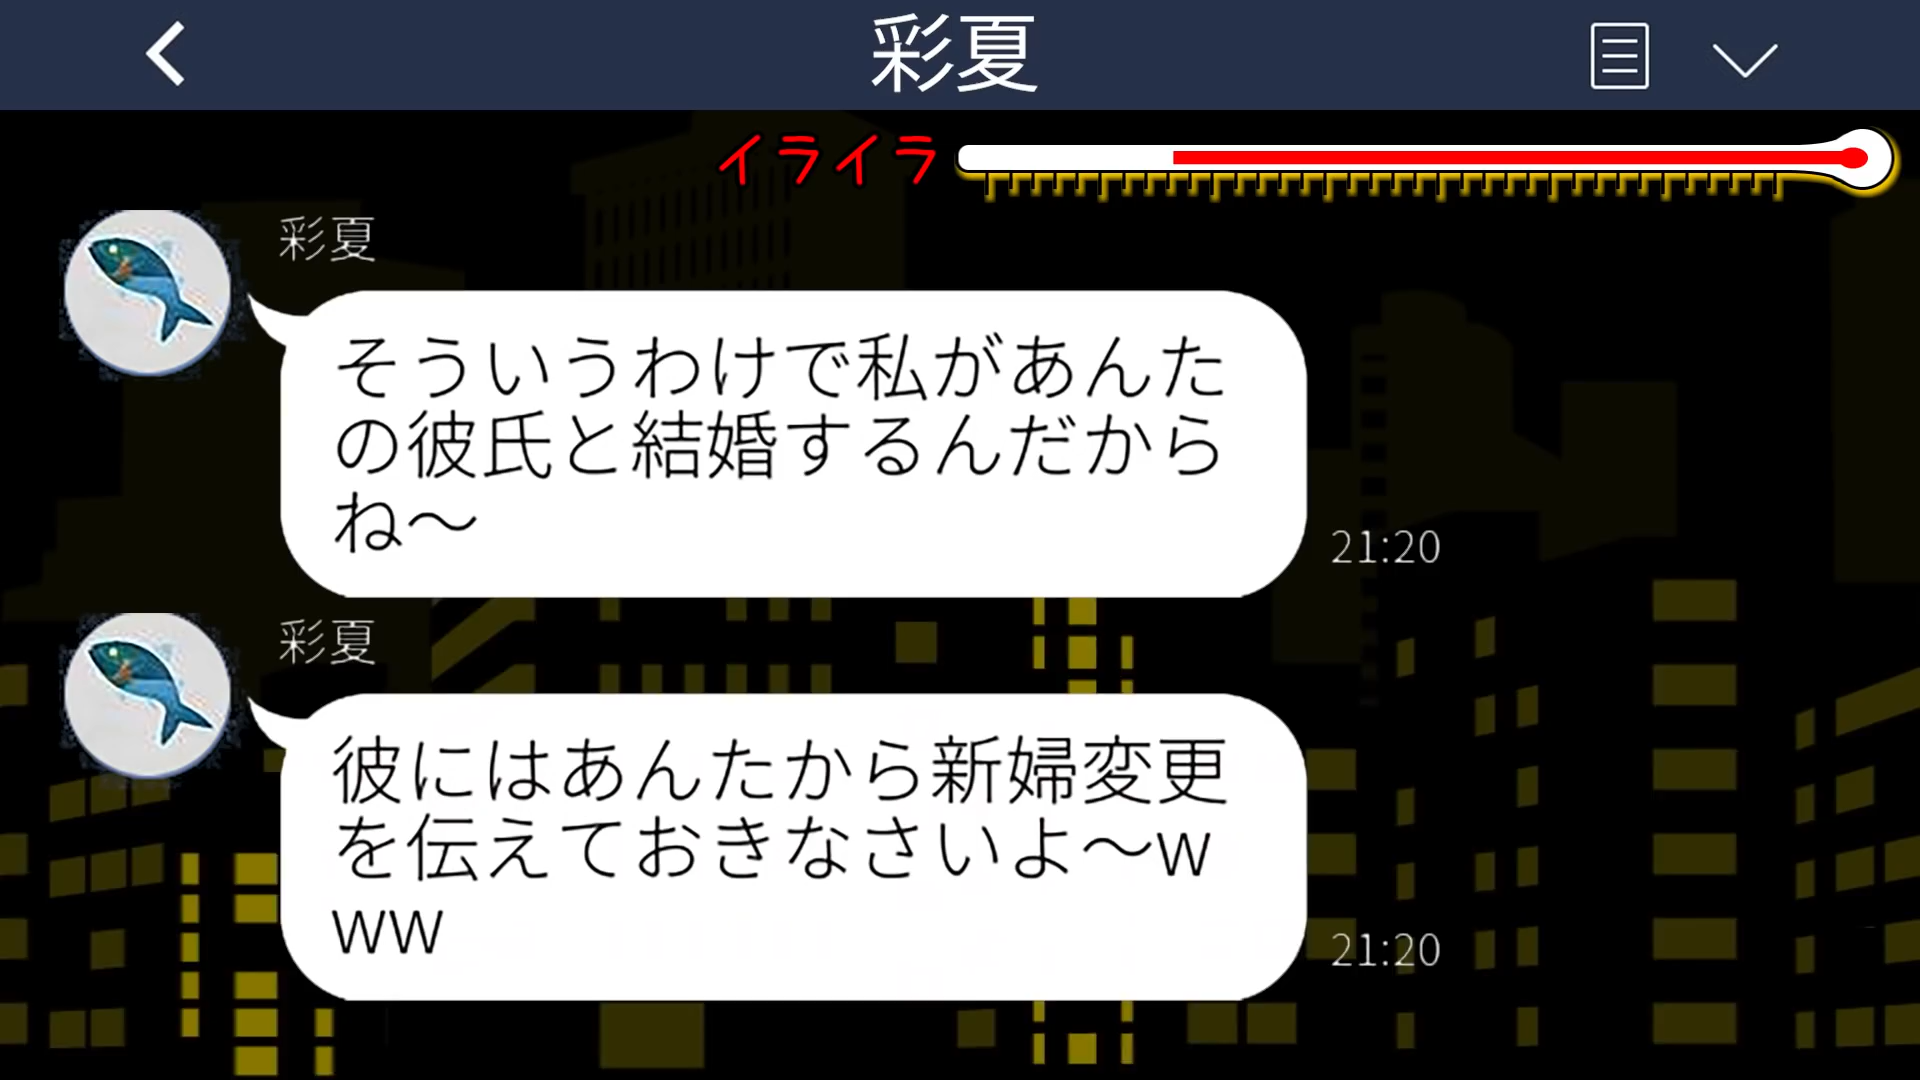 彩夏
イライラ
彩夏
そういうわけで私があんた
の彼氏と結婚するんだから
ね～
21:20
彩夏
彼にはあんたから新婦変更
を伝えておきなさいよ～w
ww
21:20